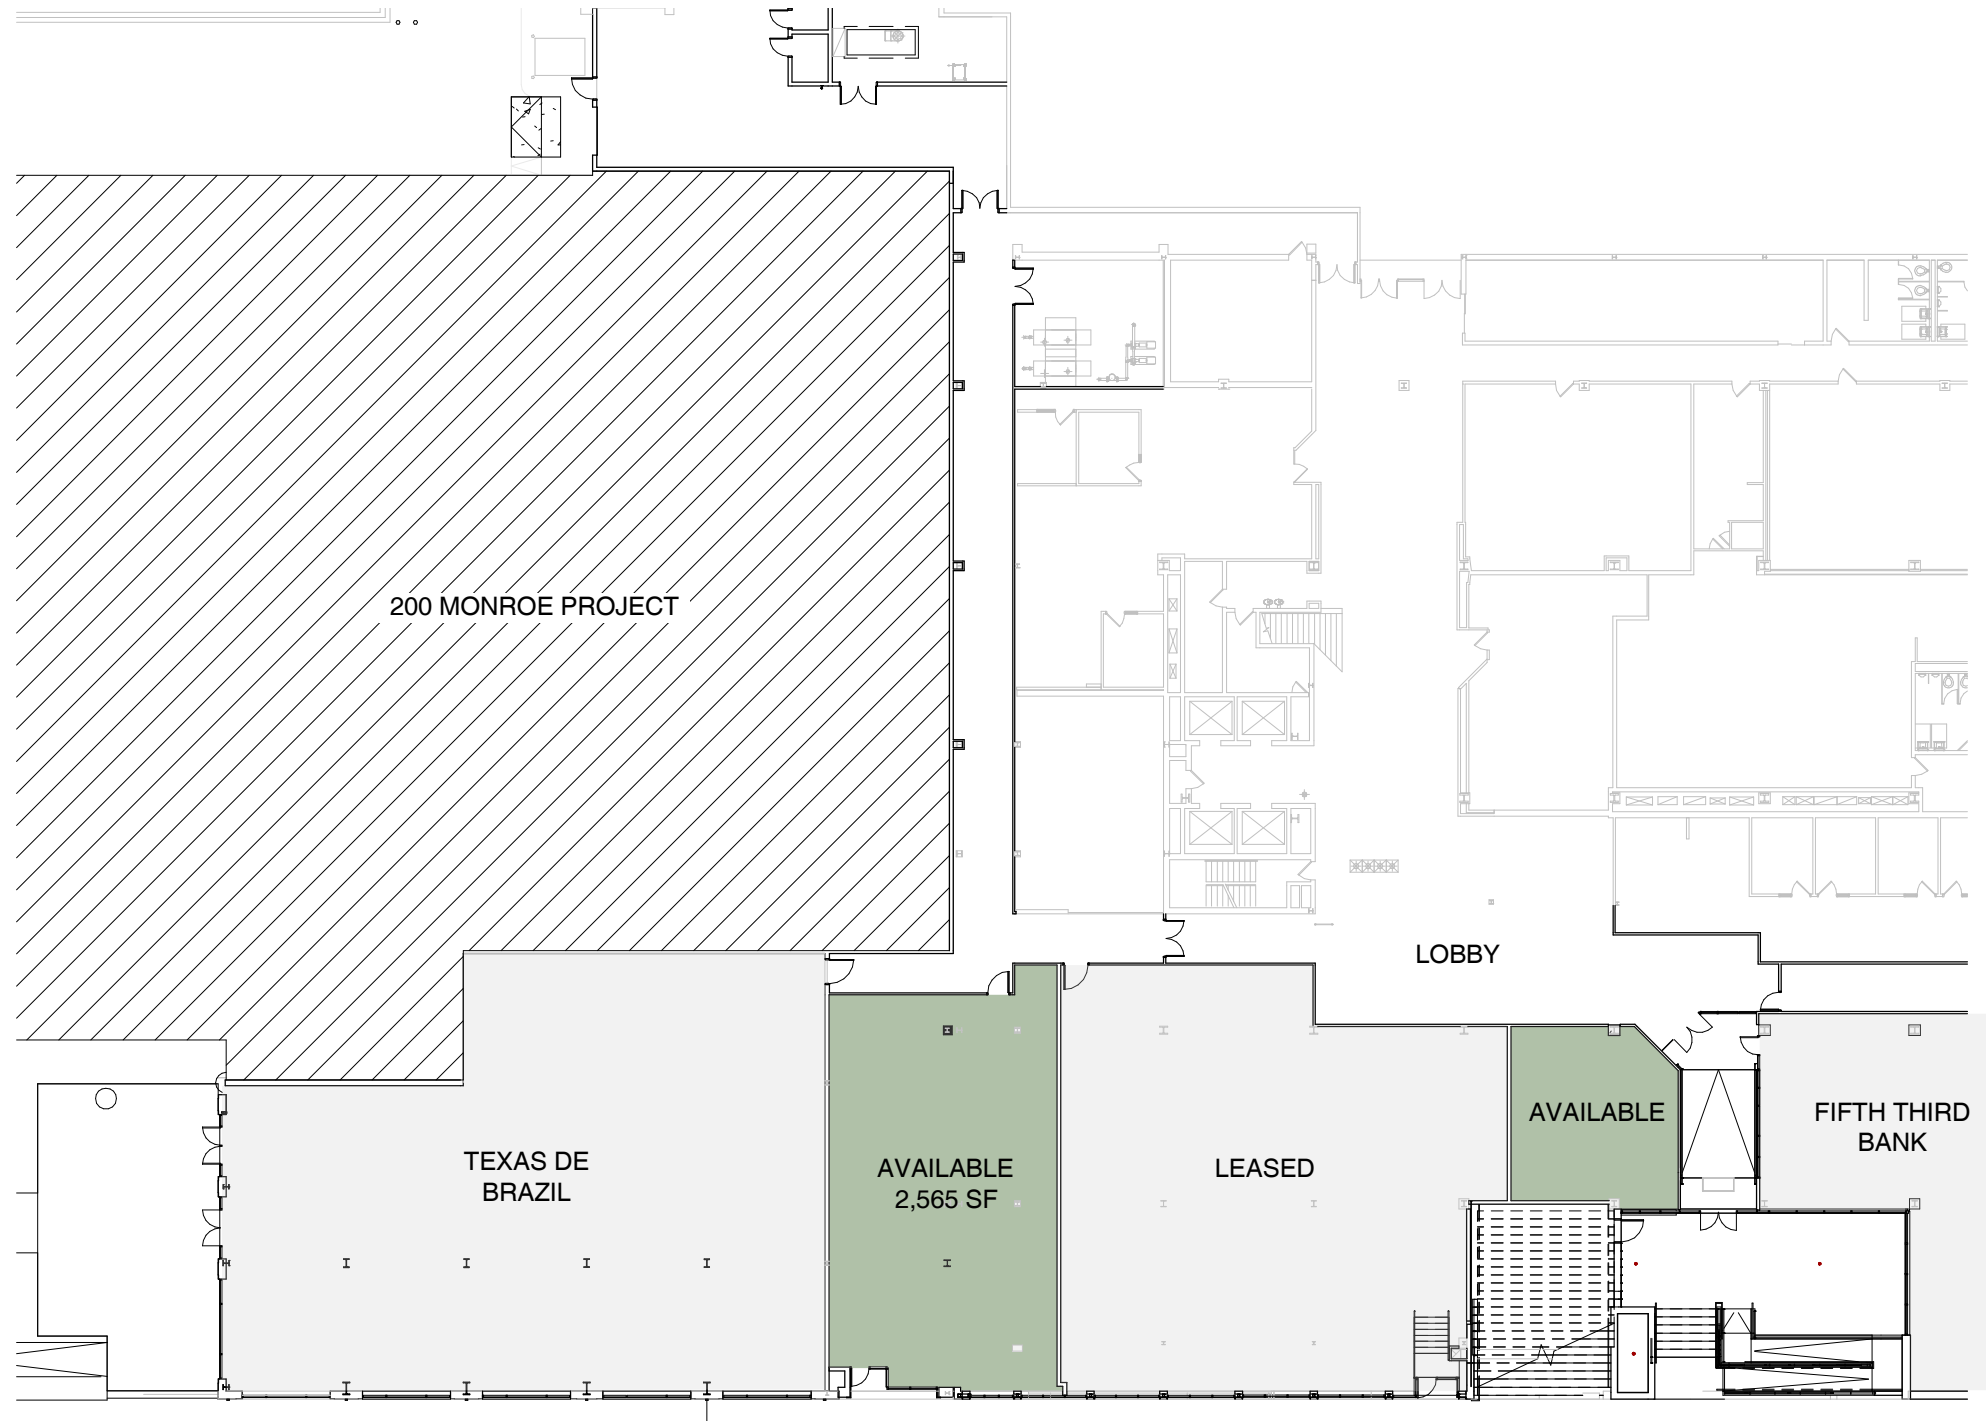 200 MONROE PROJECT
LOBBY
TEXAS DE
BRAZIL
AVAILABLE
2,565 SF
LEASED
AVAILABLE
FIFTH THIRD
BANK